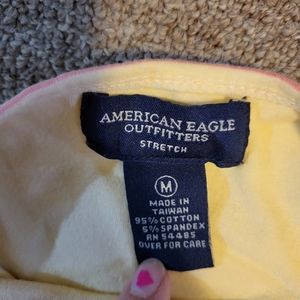 AMERICAN EAGLE
OUTFITTERS
STRETCH
M
MADE IN
TAIWAN
95% COTTON
5% SPANDEX
RN 54485
OVER FOR CARE